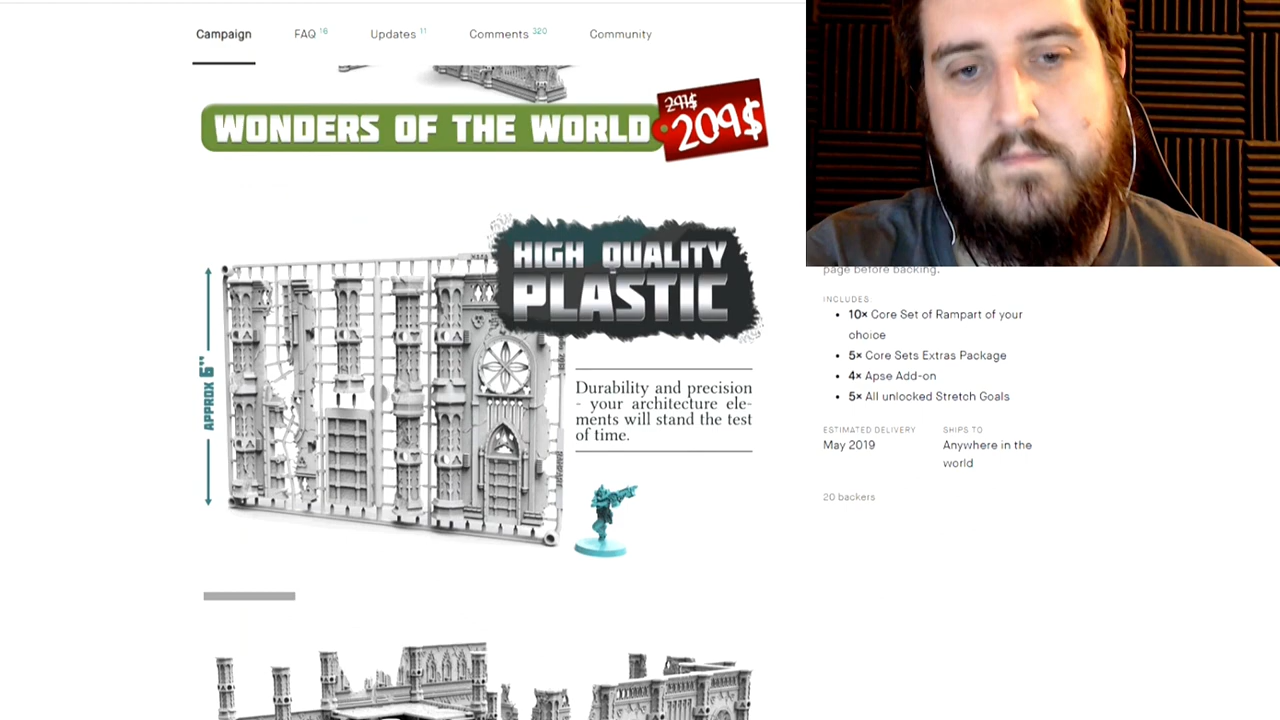 Campaign FAQ 16 Updates 11 Comments 320 Community
WONDERS OF THE WORLD
291$
209$
HIGH QUALITY
PLASTIC
APPROX 6"
Durability and precision
- your architecture ele-
ments will stand the test
of time.
page before backing.
INCLUDES:
10× Core Set of Rampart of your
choice
5× Core Sets Extras Package
4× Apse Add-on
5× All unlocked Stretch Goals
ESTIMATED DELIVERY
May 2019
SHIPS TO
Anywhere in the
world
20 backers